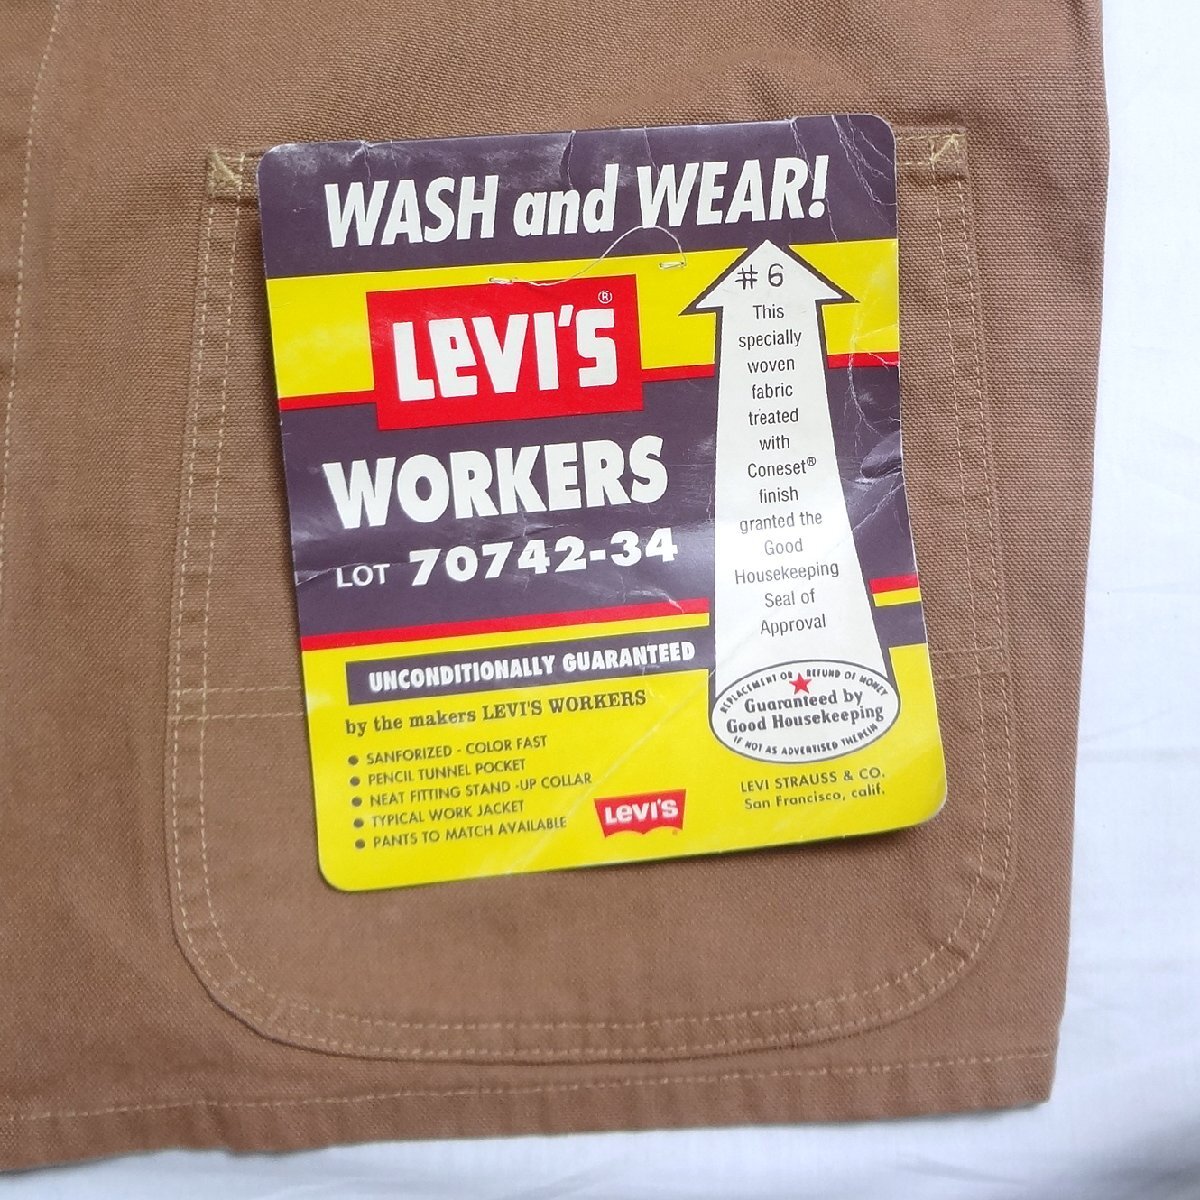 WASH and WEAR!
LEVI'S®
WORKERS
LOT 70742-34
UNCONDITIONALLY GUARANTEED
by the makers LEVI'S WORKERS
● SANFORIZED - COLOR FAST
● PENCIL TUNNEL POCKET
● NEAT FITTING STAND -UP COLLAR
● TYPICAL WORK JACKET
● PANTS TO MATCH AVAILABLE
LEVI'S
# 6
This
specially
woven
fabric
treated
with
Coneset®
finish
granted the
Good
Housekeeping
Seal of
Approval
REPLACEMENT OR ★ REFUND OF MONEY
Guaranteed by
Good Housekeeping
IF NOT AS ADVERTISED THEREIN
LEVI STRAUSS & CO.
San Francisco, calif.